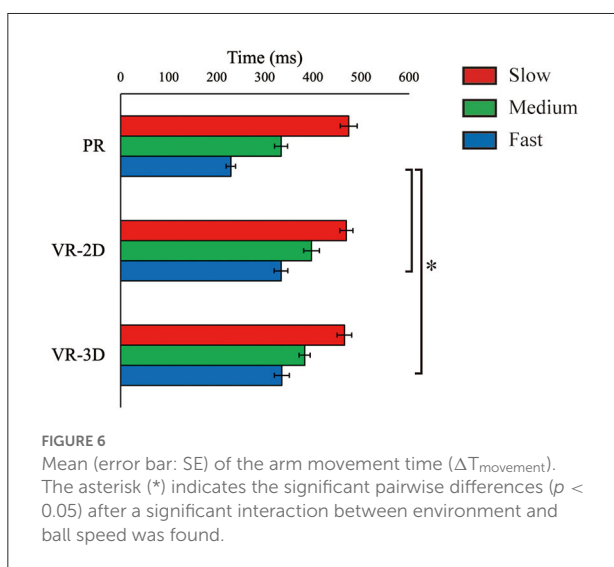 Time (ms)
0 100 200 300 400 500 600
Slow
Medium
Fast
PR
VR-2D
VR-3D
*
FIGURE 6
Mean (error bar: SE) of the arm movement time (ΔTmovement).
The asterisk (*) indicates the significant pairwise differences (p <
0.05) after a significant interaction between environment and
ball speed was found.